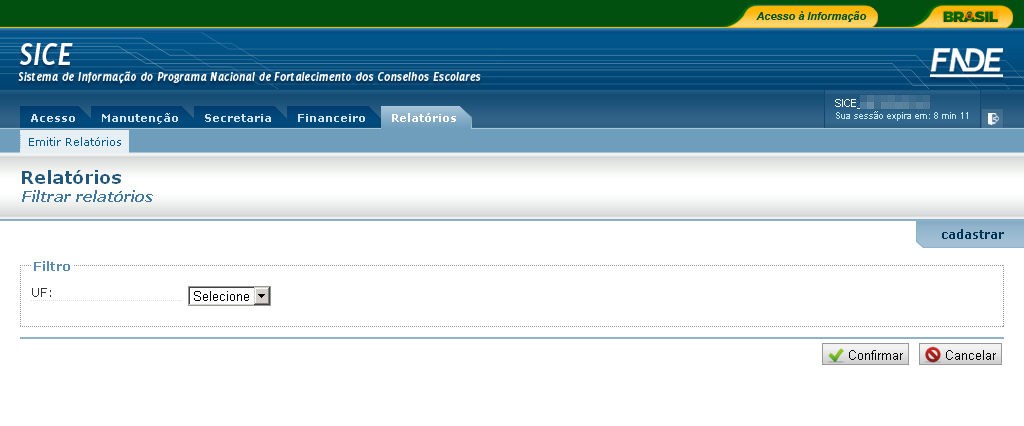 Acesso à Informação
BRASIL
SICE
Sistema de Informação do Programa Nacional de Fortalecimento dos Conselhos Escolares
FNDE
Acesso
Manutenção
Secretaria
Financeiro
Relatórios
SICE_
Sua sessão expira em: 8 min 11
Emitir Relatórios
Relatórios
Filtrar relatórios
cadastrar
Filtro
UF:
Selecione
Confirmar
Cancelar